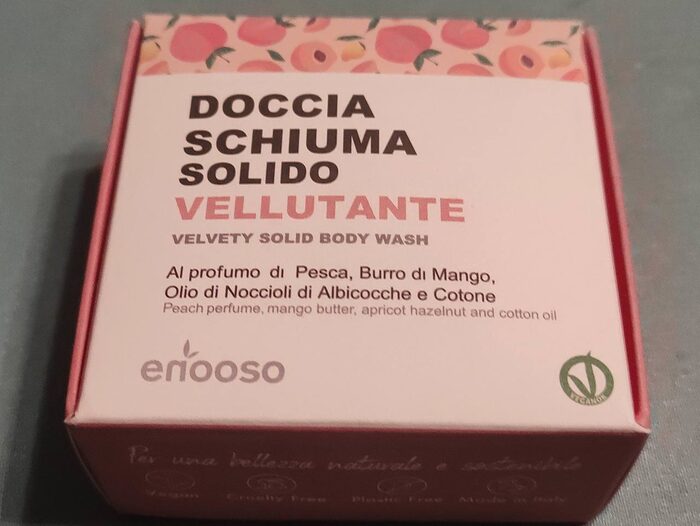 DOCCIA
SCHIUMA
SOLIDO
VELLUTANTE
VELVETY SOLID BODY WASH
Al profumo di Pesca, Burro di Mango,
Olio di Noccioli di Albicocche e Cotone
Peach perfume, mango butter, apricot hazelnut and cotton oil
enooso
VEGANOK
Per una bellezza naturale e sostenibile
Vegan Cruelty Free Plastic Free Made in Italy